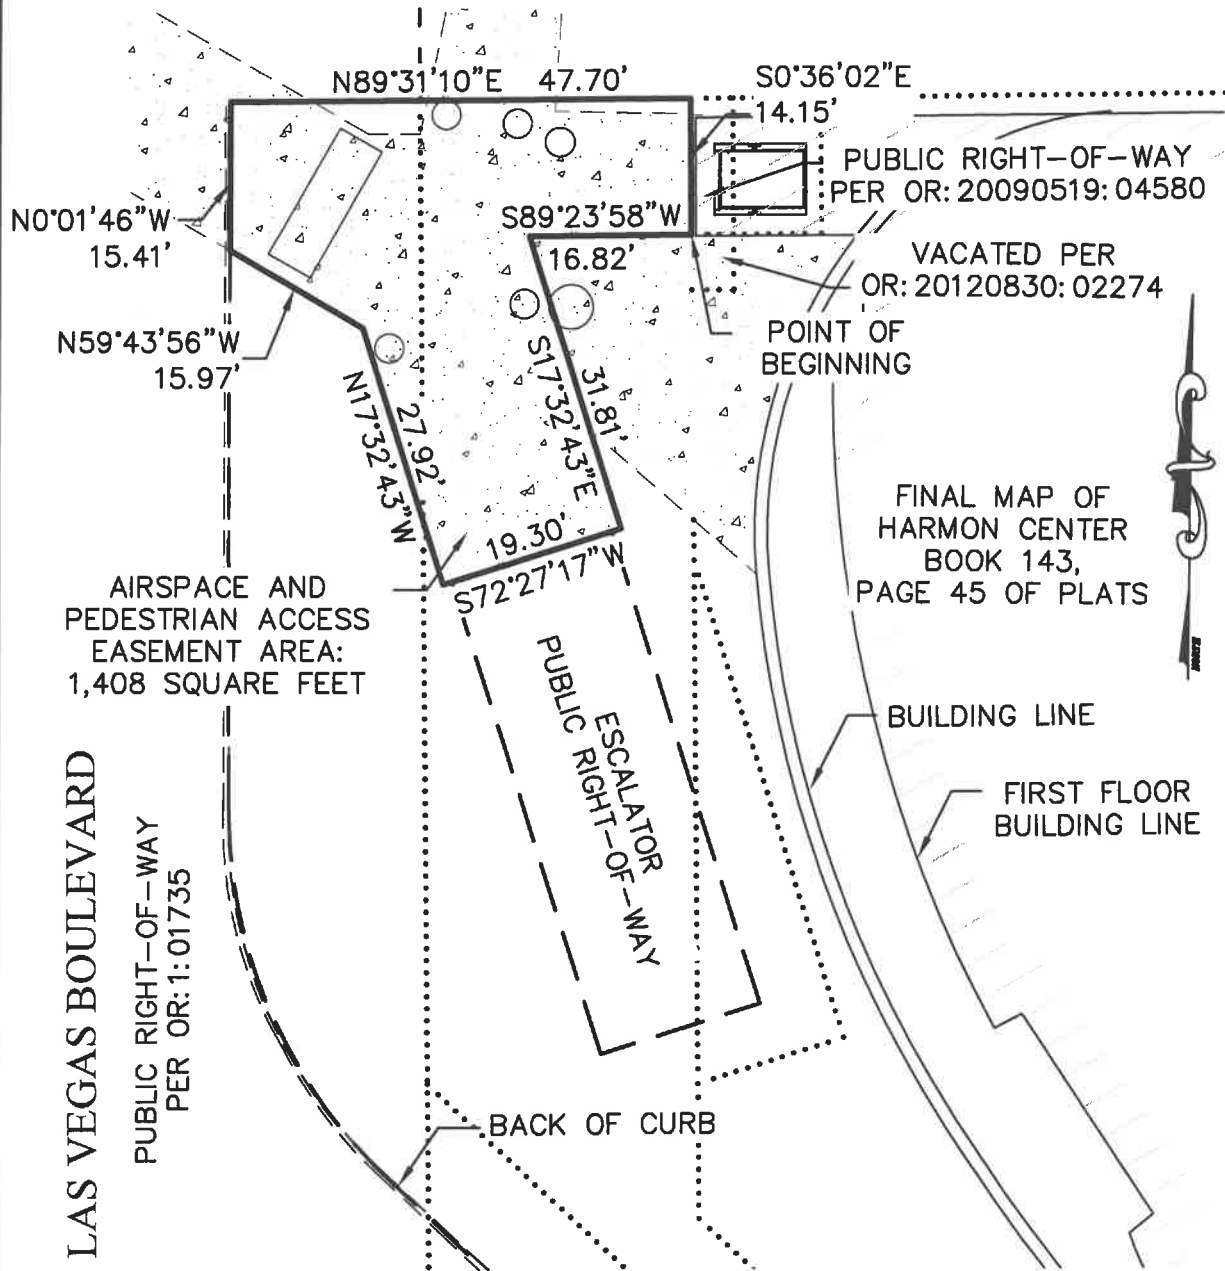 N89°31'10"E 47.70'
S0°36'02"E
14.15'
PUBLIC RIGHT-OF-WAY
PER OR: 20090519: 04580
N0°01'46"W
15.41'
S89°23'58"W
16.82'
VACATED PER
OR: 20120830: 02274
POINT OF
BEGINNING
N59°43'56"W
15.97'
N17°32'43"W
27.92'
S17°32'43"E
31.81'
19.30'
S72°27'17"W
FINAL MAP OF
HARMON CENTER
BOOK 143,
PAGE 45 OF PLATS
AIRSPACE AND
PEDESTRIAN ACCESS
EASEMENT AREA:
1,408 SQUARE FEET
ESCALATOR
PUBLIC RIGHT-OF-WAY
BUILDING LINE
FIRST FLOOR
BUILDING LINE
LAS VEGAS BOULEVARD
PUBLIC RIGHT-OF-WAY
PER OR: 1: 01735
BACK OF CURB